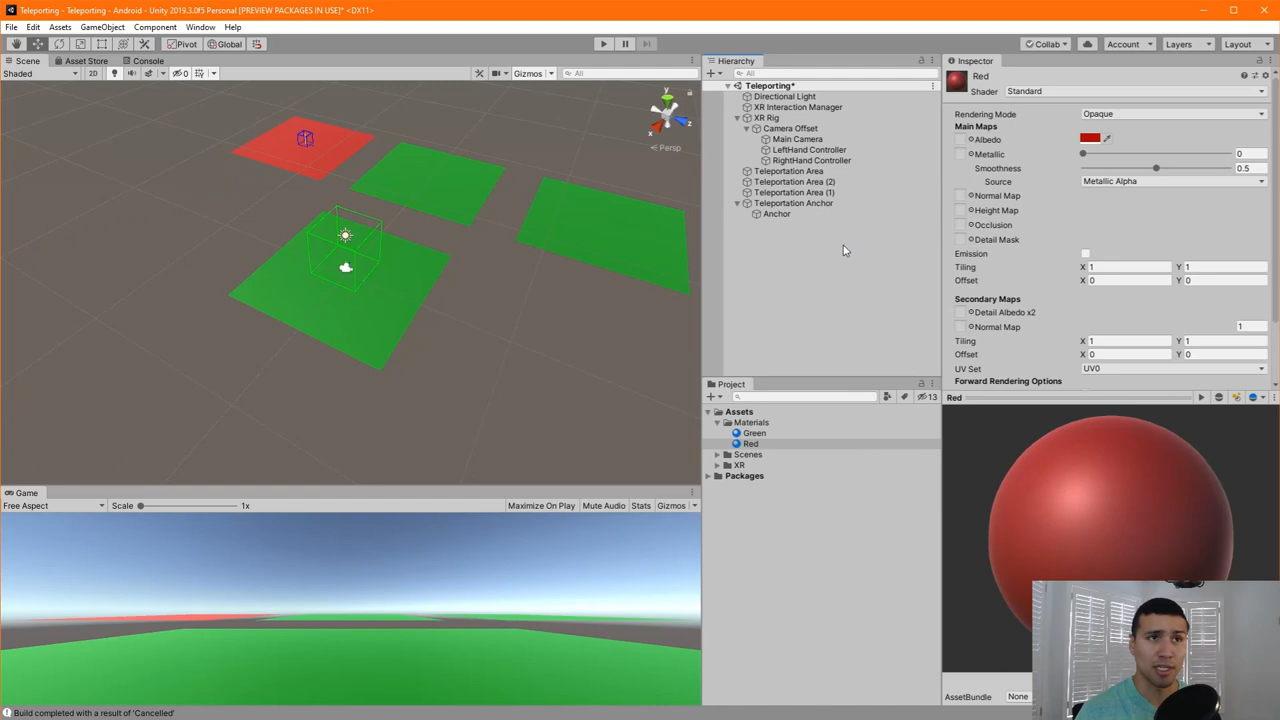 Teleporting - Teleporting - Android - Unity 2019.3.0f5 Personal [PREVIEW PACKAGES IN USE]* <DX11>
File Edit Assets GameObject Component Window Help
Pivot Global Collab Account Layers Layout
Scene Asset Store Console
Shaded 2D 0 Gizmos All
y
x
z
Persp
Hierarchy
All
Teleporting*
Directional Light
XR Interaction Manager
XR Rig
Camera Offset
Main Camera
LeftHand Controller
RightHand Controller
Teleportation Area
Teleportation Area (2)
Teleportation Area (1)
Teleportation Anchor
Anchor
Inspector
Red
Shader Standard
Rendering Mode Opaque
Main Maps
Albedo
Metallic 0
Smoothness 0.5
Source Metallic Alpha
Normal Map
Height Map
Occlusion
Detail Mask
Emission
Tiling X 1 Y 1
Offset X 0 Y 0
Secondary Maps
Detail Albedo x2
Normal Map 1
Tiling X 1 Y 1
Offset X 0 Y 0
UV Set UV0
Forward Rendering Options
Red
AssetBundle None
Project
13
Assets
Materials
Green
Red
Scenes
XR
Packages
Game
Free Aspect Scale 1x Maximize On Play Mute Audio Stats Gizmos
Build completed with a result of 'Cancelled'